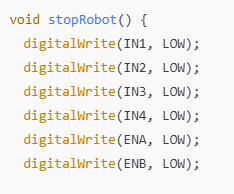 void stopRobot() {
  digitalWrite(IN1, LOW);
  digitalWrite(IN2, LOW);
  digitalWrite(IN3, LOW);
  digitalWrite(IN4, LOW);
  digitalWrite(ENA, LOW);
  digitalWrite(ENB, LOW);